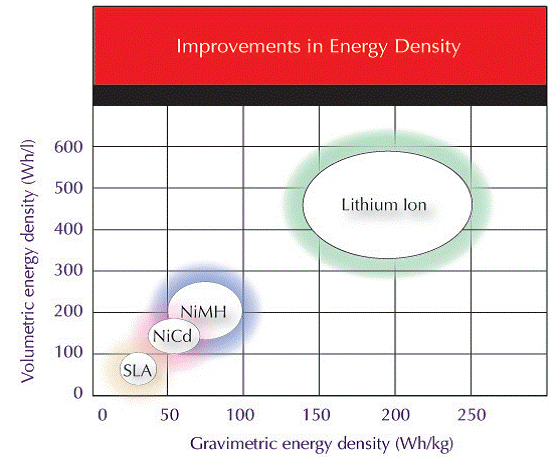 Improvements in Energy Density
Volumetric energy density (Wh/l)
600
500
400
300
200
100
0
Lithium Ion
NiMH
NiCd
SLA
0 50 100 150 200 250
Gravimetric energy density (Wh/kg)